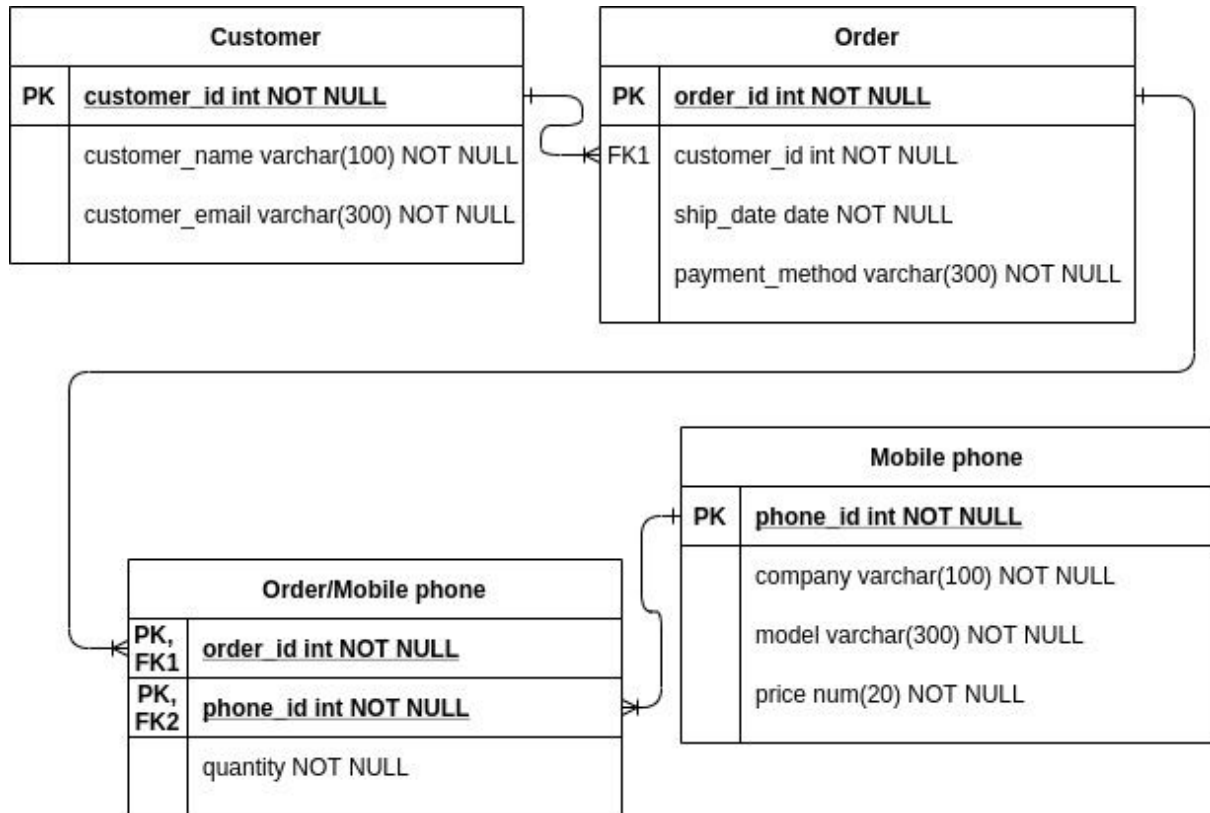 Customer
PK customer_id int NOT NULL
customer_name varchar(100) NOT NULL
customer_email varchar(300) NOT NULL
Order
PK order_id int NOT NULL
FK1 customer_id int NOT NULL
ship_date date NOT NULL
payment_method varchar(300) NOT NULL
Mobile phone
PK phone_id int NOT NULL
company varchar(100) NOT NULL
model varchar(300) NOT NULL
price num(20) NOT NULL
Order/Mobile phone
PK,
FK1 order_id int NOT NULL
PK,
FK2 phone_id int NOT NULL
quantity NOT NULL